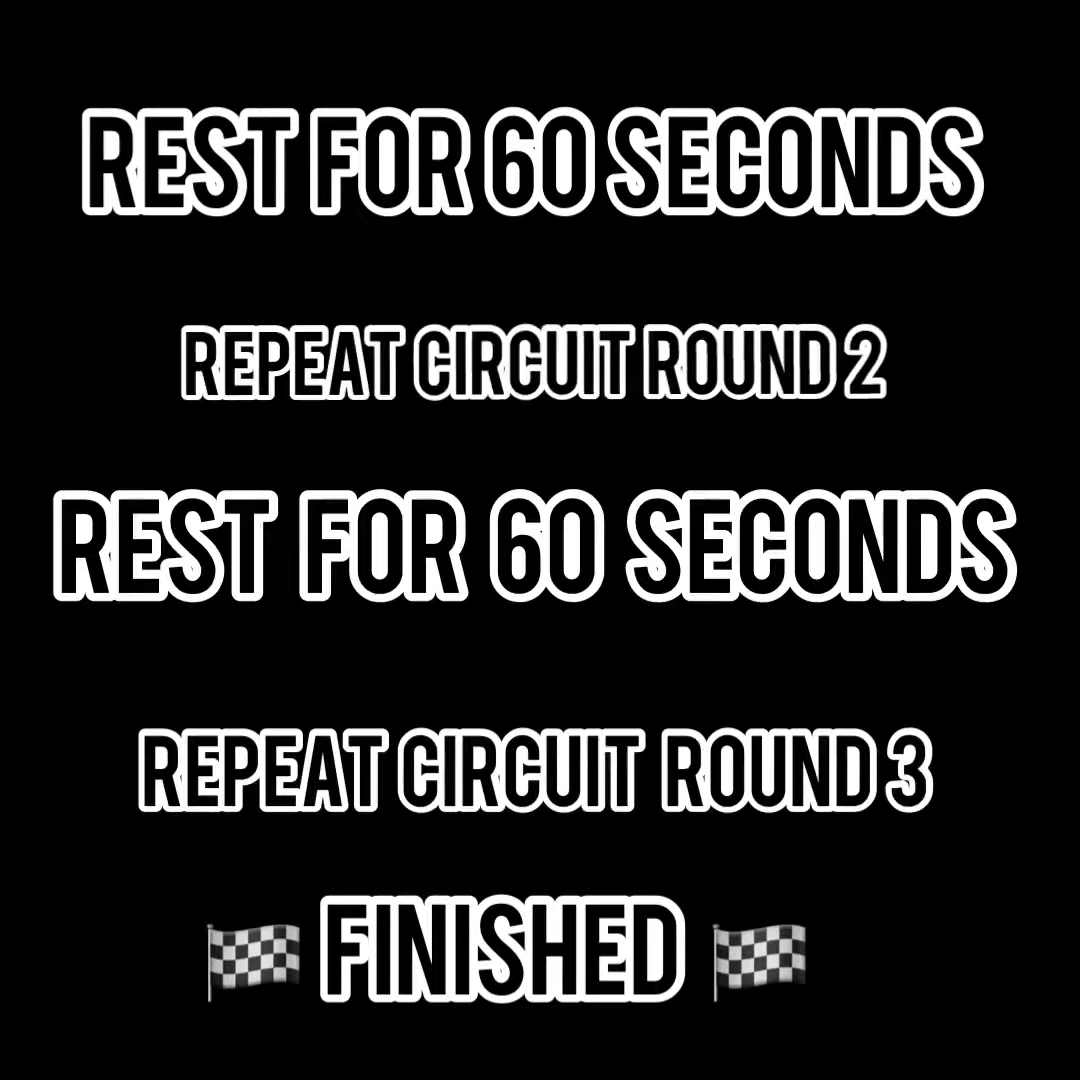 REST FOR 60 SECONDS
REPEAT CIRCUIT ROUND 2
REST FOR 60 SECONDS
REPEAT CIRCUIT ROUND 3
🏁 FINISHED 🏁